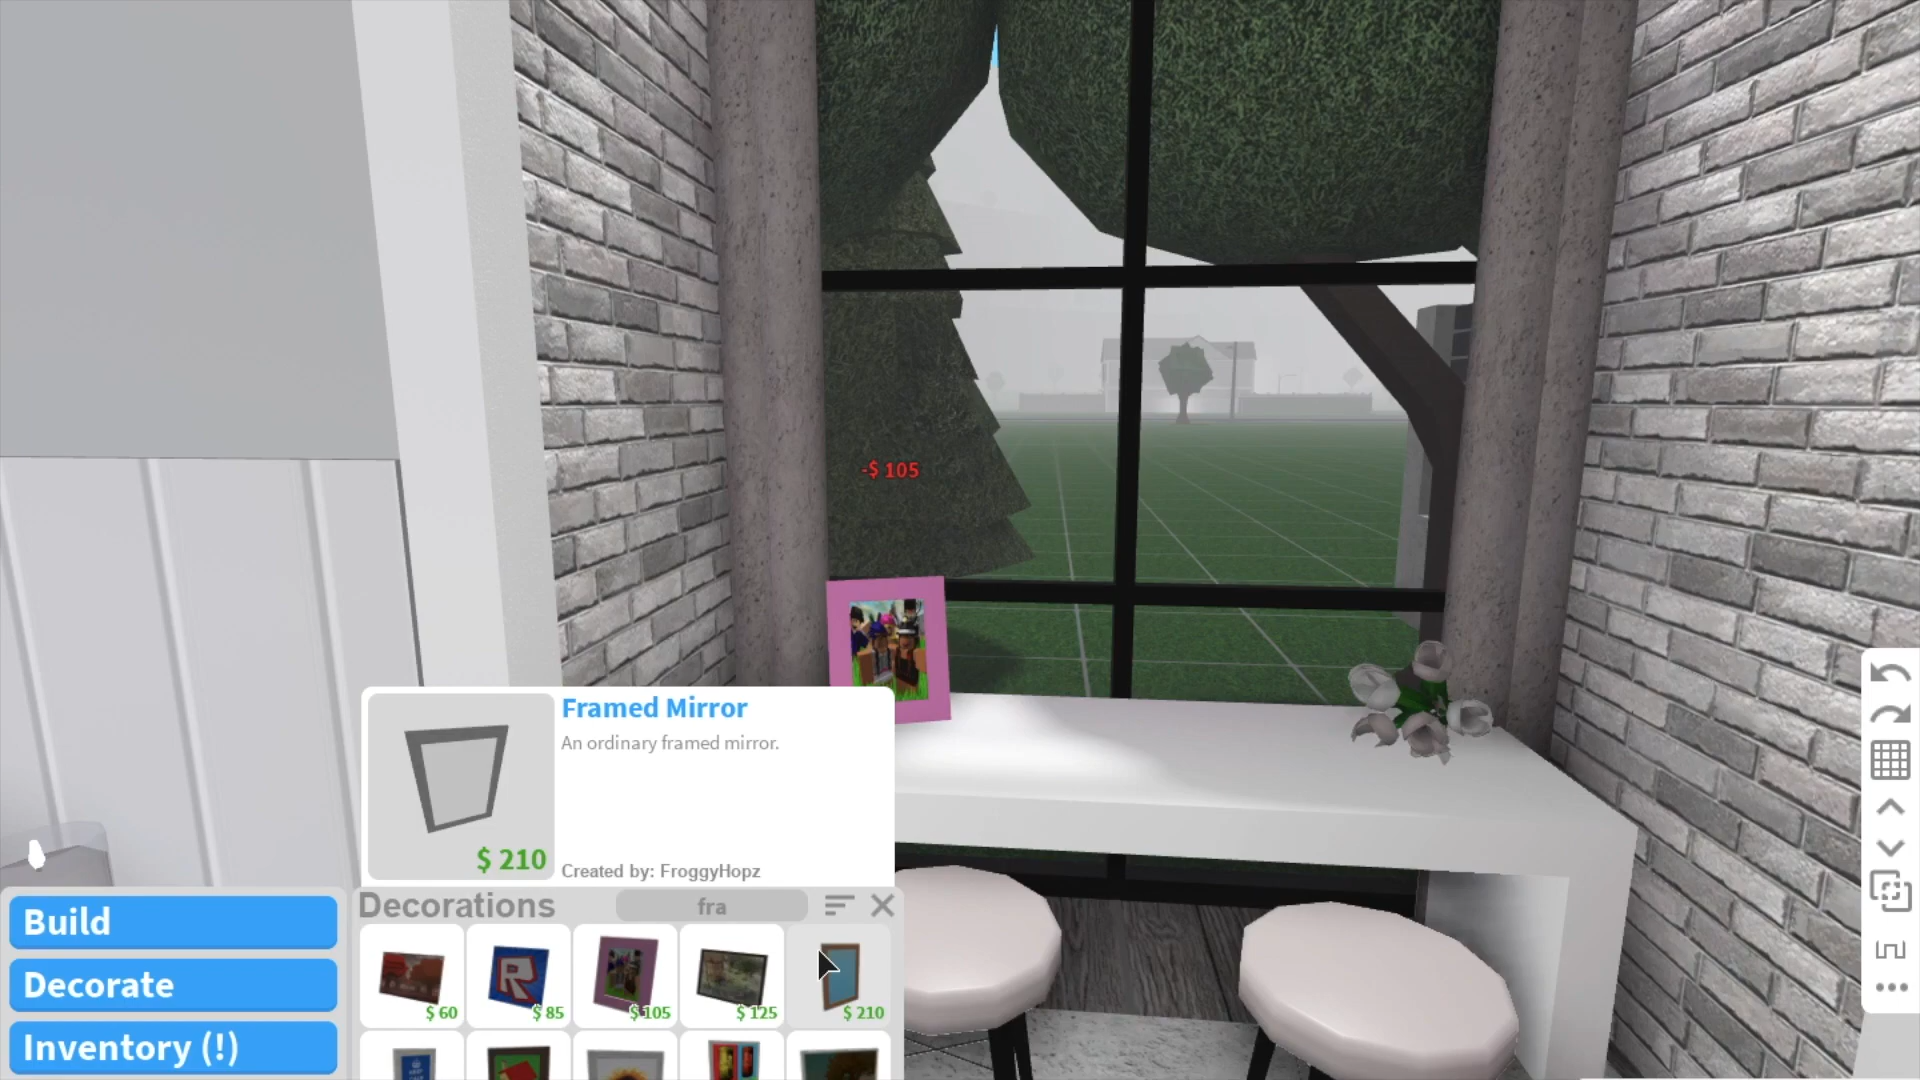 -$ 105
Framed Mirror
An ordinary framed mirror.
$ 210
Created by: FroggyHopz
Build
Decorate
Inventory (!)
Decorations
fra
$ 60
$ 85
$ 105
$ 125
$ 210